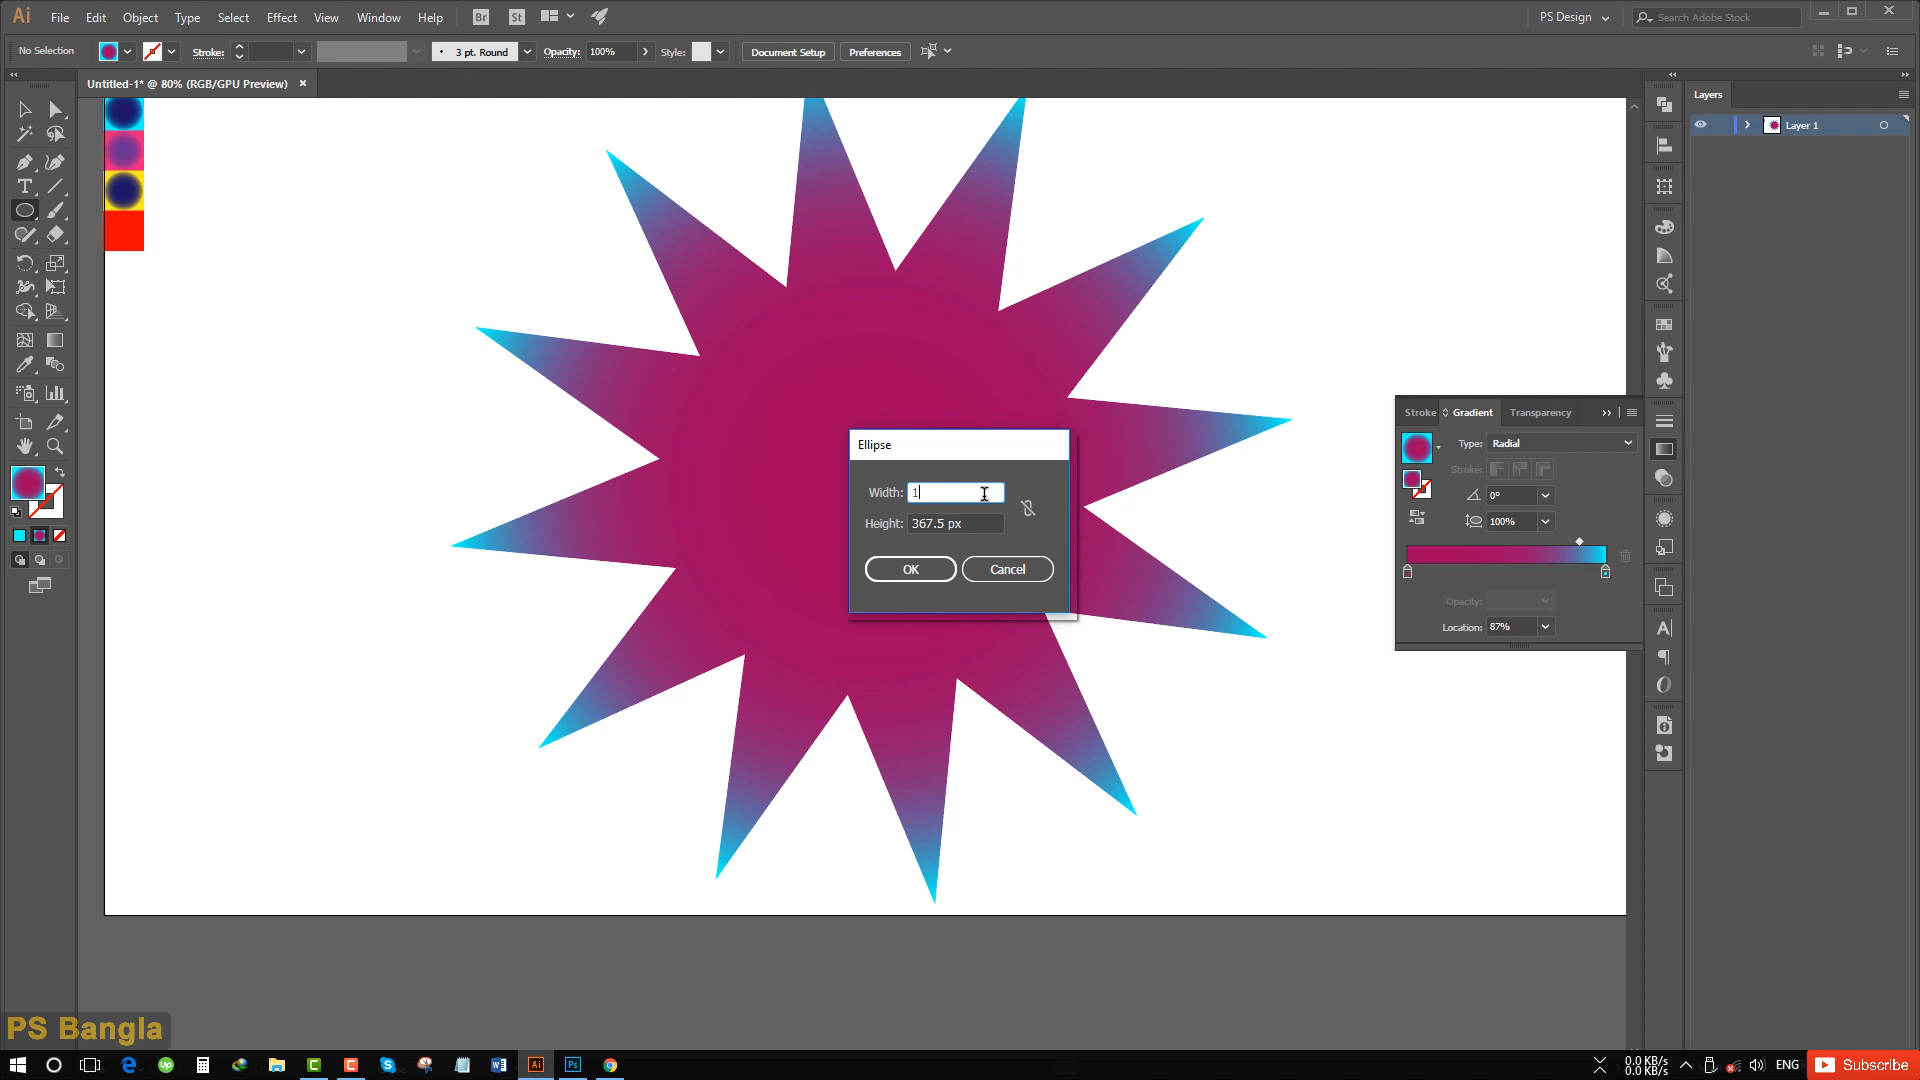 Ai File Edit Object Type Select Effect View Window Help Br St PS Design Search Adobe Stock
No Selection Stroke: 3 pt. Round Opacity: 100% Style: Document Setup Preferences
Untitled-1* @ 80% (RGB/GPU Preview) ×
Layers
Layer 1
Stroke Gradient Transparency
Type: Radial
Stroke:
0°
100%
Opacity:
Location: 87%
Ellipse
Width: 1
Height: 367.5 px
OK Cancel
PS Bangla
0.0 KB/s
0.0 KB/s
ENG
Subscribe